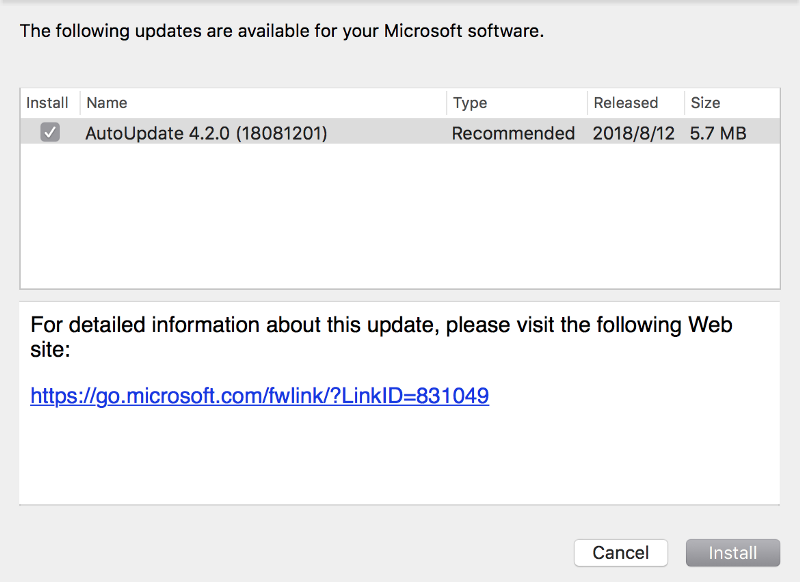 The following updates are available for your Microsoft software.
Install Name Type Released Size
AutoUpdate 4.2.0 (18081201) Recommended 2018/8/12 5.7 MB
For detailed information about this update, please visit the following Web
site:
https://go.microsoft.com/fwlink/?LinkID=831049
Cancel Install